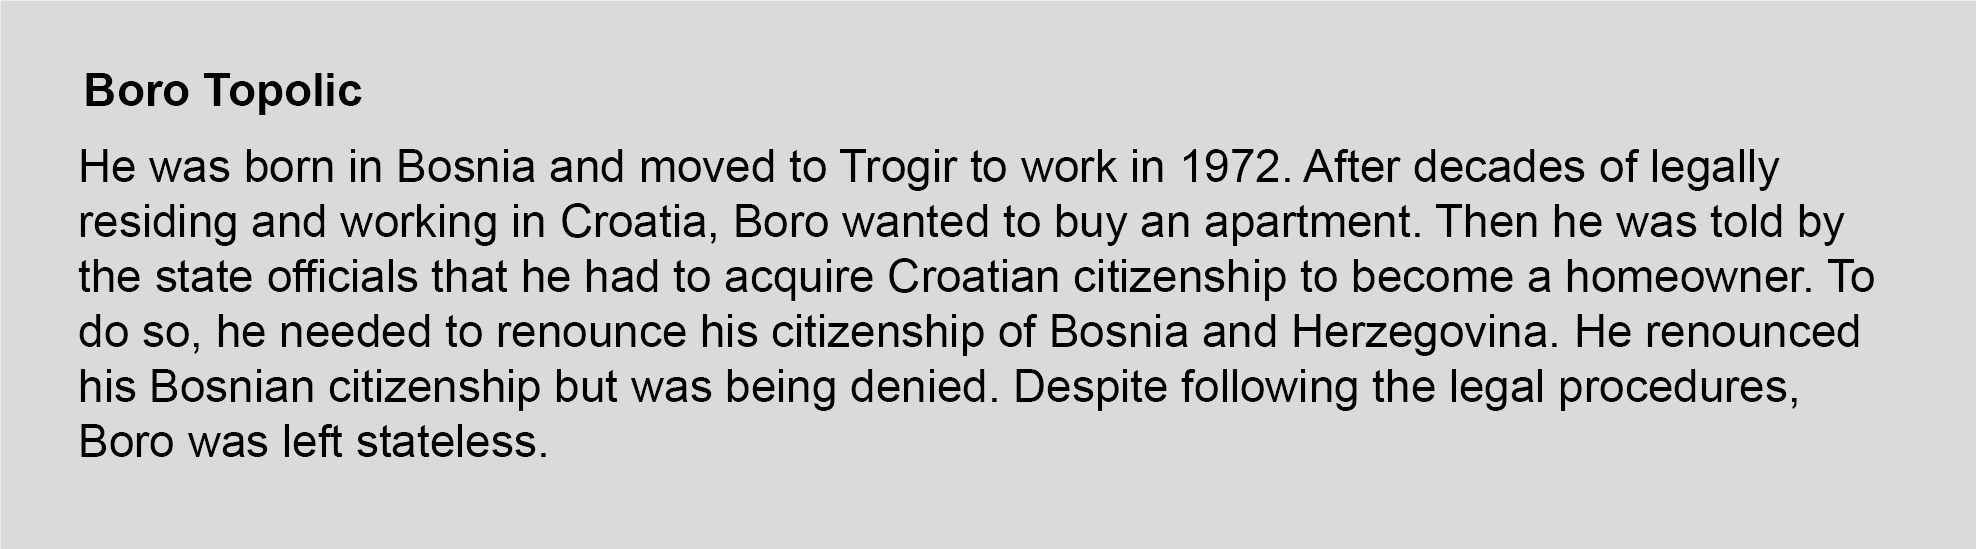 Boro Topolic
He was born in Bosnia and moved to Trogir to work in 1972. After decades of legally
residing and working in Croatia, Boro wanted to buy an apartment. Then he was told by
the state officials that he had to acquire Croatian citizenship to become a homeowner. To
do so, he needed to renounce his citizenship of Bosnia and Herzegovina. He renounced
his Bosnian citizenship but was being denied. Despite following the legal procedures,
Boro was left stateless.